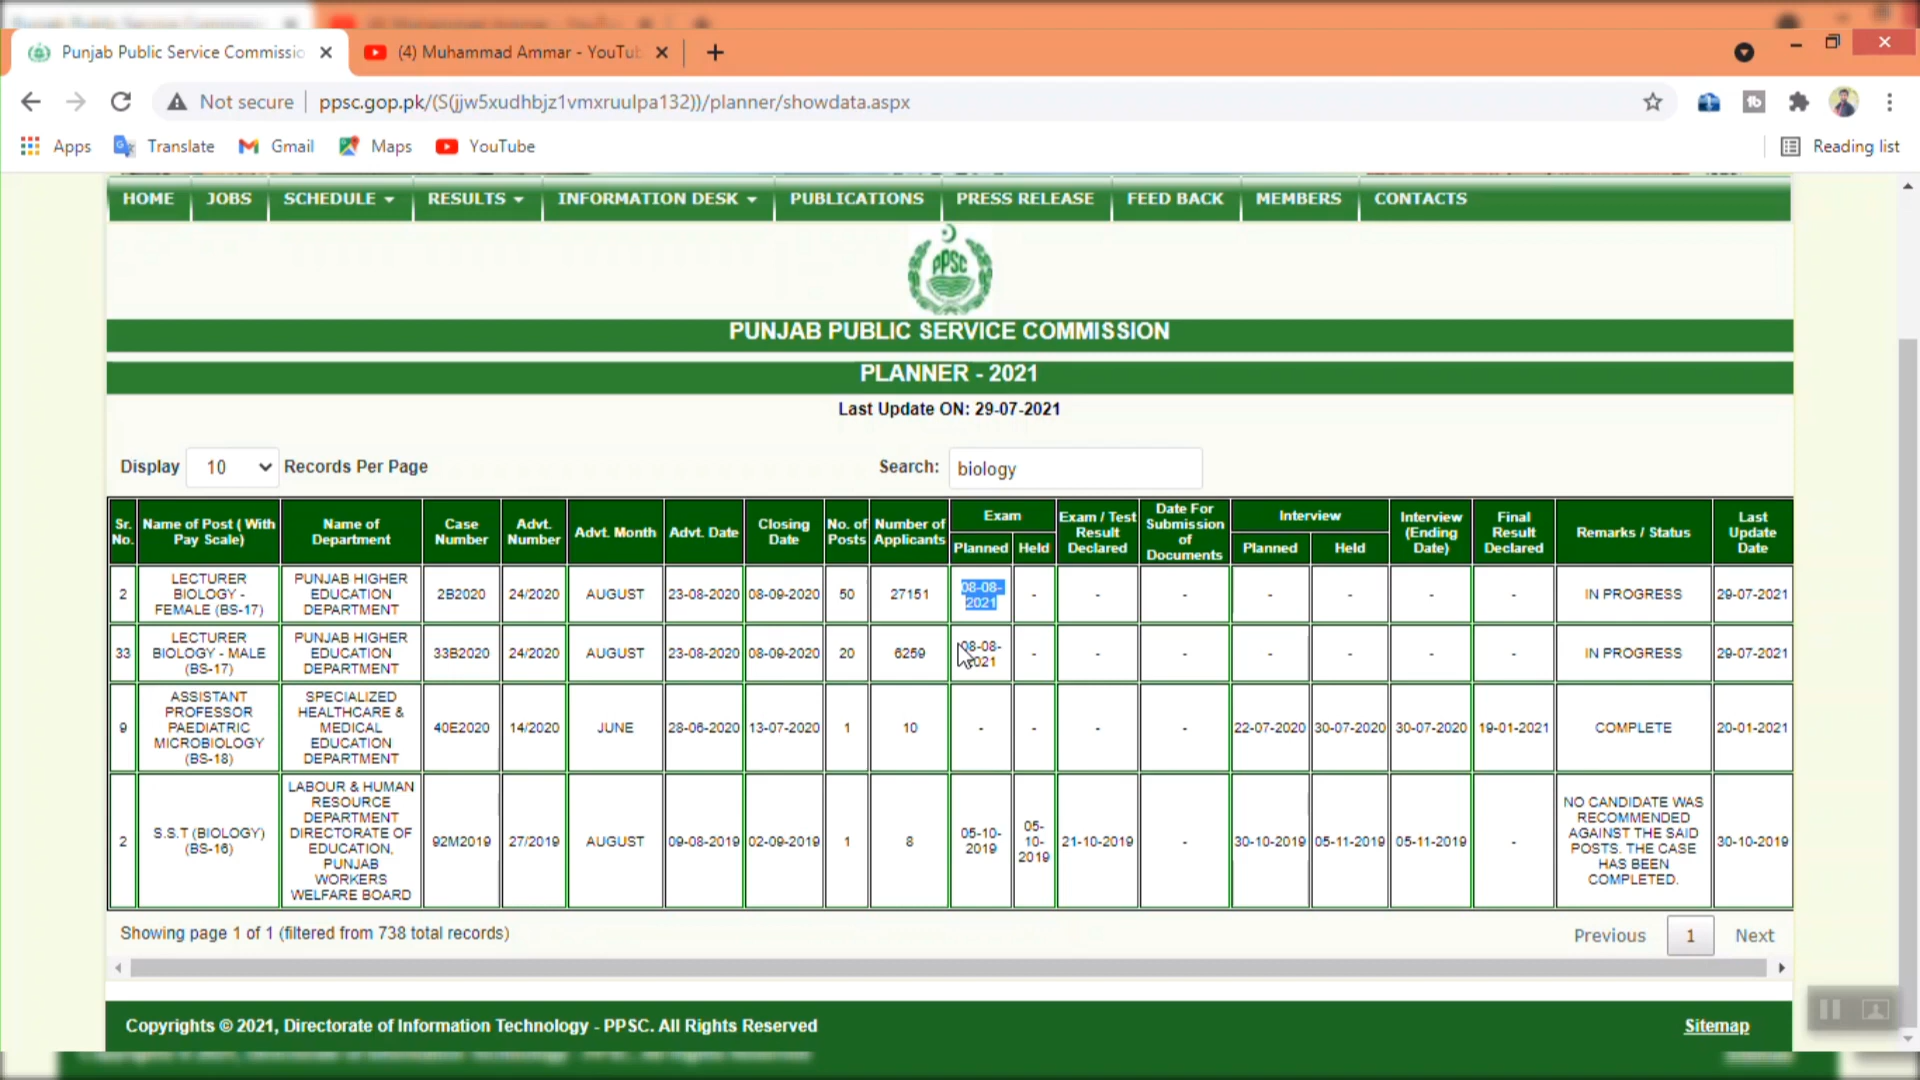 Punjab Public Service Commissio
(4) Muhammad Ammar - YouTu
Not secure
ppsc.gop.pk/(S(jjw5xudhbjz1vmxruulpa132))/planner/showdata.aspx
Apps
Translate
Gmail
Maps
YouTube
Reading list
HOME
JOBS
SCHEDULE
RESULTS
INFORMATION DESK
PUBLICATIONS
PRESS RELEASE
FEED BACK
MEMBERS
CONTACTS
PPSC
PUNJAB PUBLIC SERVICE COMMISSION
PLANNER - 2021
Last Update ON: 29-07-2021
Display 10 Records Per Page
Search: biology
Sr. No.
Name of Post ( With Pay Scale)
Name of Department
Case Number
Advt. Number
Advt. Month
Advt. Date
Closing Date
No. of Posts
Number of Applicants
Exam
Planned
Held
Exam / Test Result Declared
Date For Submission of Documents
Interview
Planned
Held
Interview (Ending Date)
Final Result Declared
Remarks / Status
Last Update Date
2 LECTURER BIOLOGY - FEMALE (BS-17) PUNJAB HIGHER EDUCATION DEPARTMENT 2B2020 24/2020 AUGUST 23-08-2020 08-09-2020 50 27151 08-08-2021 - - - - - - - IN PROGRESS 29-07-2021
33 LECTURER BIOLOGY - MALE (BS-17) PUNJAB HIGHER EDUCATION DEPARTMENT 33B2020 24/2020 AUGUST 23-08-2020 08-09-2020 20 6259 08-08-2021 - - - - - - - IN PROGRESS 29-07-2021
9 ASSISTANT PROFESSOR PAEDIATRIC MICROBIOLOGY (BS-18) SPECIALIZED HEALTHCARE & MEDICAL EDUCATION DEPARTMENT 40E2020 14/2020 JUNE 28-06-2020 13-07-2020 1 10 - - - - 22-07-2020 30-07-2020 30-07-2020 19-01-2021 COMPLETE 20-01-2021
2 S.S.T (BIOLOGY) (BS-16) LABOUR & HUMAN RESOURCE DEPARTMENT DIRECTORATE OF EDUCATION, PUNJAB WORKERS WELFARE BOARD 92M2019 27/2019 AUGUST 09-08-2019 02-09-2019 1 8 05-10-2019 05-10-2019 21-10-2019 - 30-10-2019 05-11-2019 05-11-2019 - NO CANDIDATE WAS RECOMMENDED AGAINST THE SAID POSTS. THE CASE HAS BEEN COMPLETED. 30-10-2019
Showing page 1 of 1 (filtered from 738 total records)
Previous 1 Next
Copyrights © 2021, Directorate of Information Technology - PPSC. All Rights Reserved
Sitemap